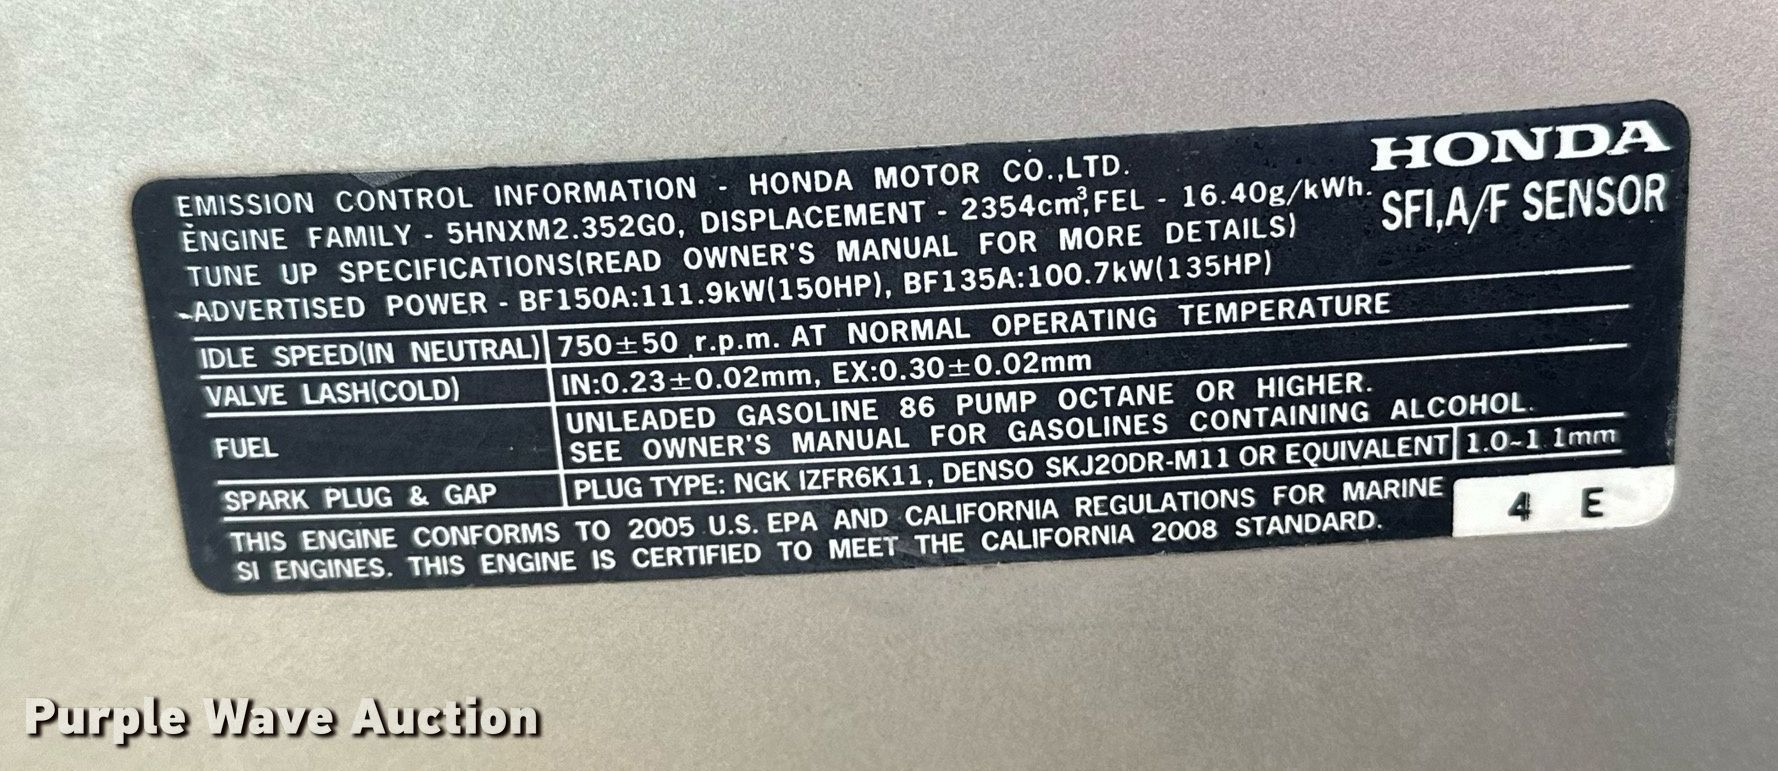 HONDA
SFI,A/F SENSOR
EMISSION CONTROL INFORMATION - HONDA MOTOR CO.,LTD.
ENGINE FAMILY - 5HNXM2.352G0, DISPLACEMENT - 2354cm³,FEL - 16.40g/kWh.
TUNE UP SPECIFICATIONS(READ OWNER'S MANUAL FOR MORE DETAILS)
ADVERTISED POWER - BF150A:111.9kW(150HP), BF135A:100.7kW(135HP)
IDLE SPEED(IN NEUTRAL) 750±50 r.p.m. AT NORMAL OPERATING TEMPERATURE
VALVE LASH(COLD) IN:0.23±0.02mm, EX:0.30±0.02mm
FUEL UNLEADED GASOLINE 86 PUMP OCTANE OR HIGHER.
SEE OWNER'S MANUAL FOR GASOLINES CONTAINING ALCOHOL.
SPARK PLUG & GAP PLUG TYPE: NGK IZFR6K11, DENSO SKJ20DR-M11 OR EQUIVALENT 1.0~1.1mm
THIS ENGINE CONFORMS TO 2005 U.S. EPA AND CALIFORNIA REGULATIONS FOR MARINE
SI ENGINES. THIS ENGINE IS CERTIFIED TO MEET THE CALIFORNIA 2008 STANDARD.
4 E
Purple Wave Auction